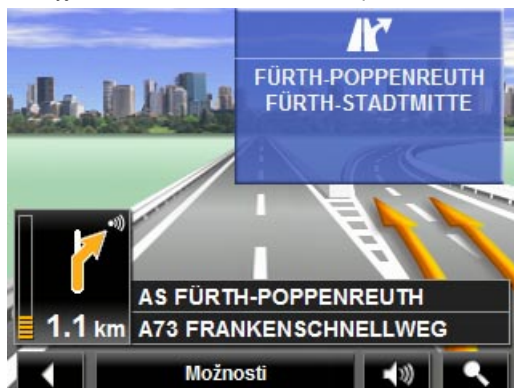 FÜRTH-POPPENREUTH
FÜRTH-STADTMITTE
AS FÜRTH-POPPENREUTH
1.1 km
A73 FRANKENSCHNELLWEG
Možnosti